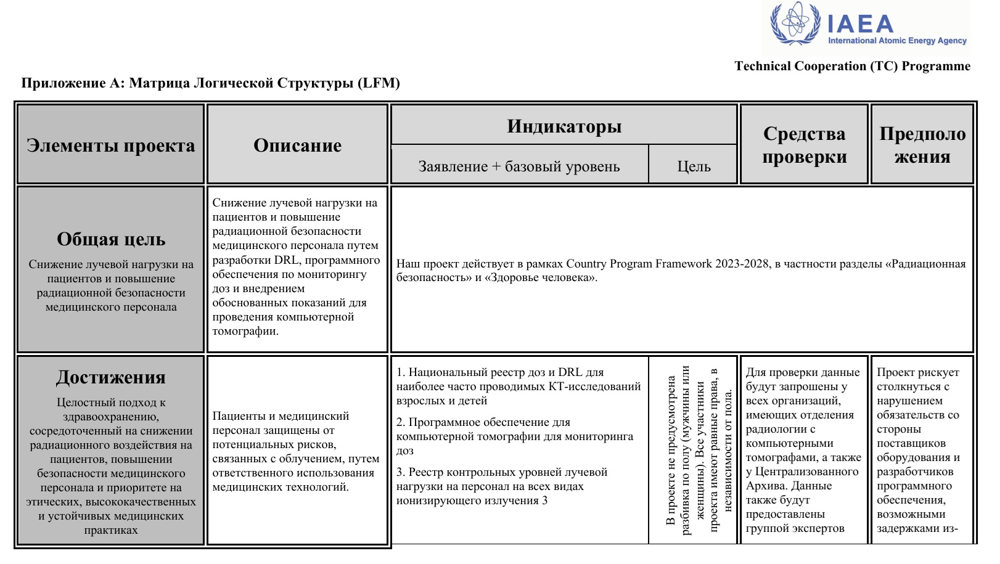 IAEA
International Atomic Energy Agency
Technical Cooperation (TC) Programme
Приложение А: Матрица Логической Структуры (LFM)
Элементы проекта
Описание
Индикаторы
Заявление + базовый уровень
Цель
Средства
проверки
Предполо
жения
Общая цель
Снижение лучевой нагрузки на
пациентов и повышение
радиационной безопасности
медицинского персонала
Снижение лучевой нагрузки на
пациентов и повышение
радиационной безопасности
медицинского персонала путем
разработки DRL, программного
обеспечения по мониторингу
доз и внедрением
обоснованных показаний для
проведения компьютерной
томографии.
Наш проект действует в рамках Country Program Framework 2023-2028, в частности разделы «Радиационная
безопасность» и «Здоровье человека».
Достижения
Целостный подход к
здравоохранению,
сосредоточенный на снижении
радиационного воздействия на
пациентов, повышении
безопасности медицинского
персонала и приоритете на
этических, высококачественных
и устойчивых медицинских
практиках
Пациенты и медицинский
персонал защищены от
потенциальных рисков,
связанных с облучением, путем
ответственного использования
медицинских технологий.
1. Национальный реестр доз и DRL для
наиболее часто проводимых КТ-исследований
взрослых и детей
2. Программное обеспечение для
компьютерной томографии для мониторинга
доз
3. Реестр контрольных уровней лучевой
нагрузки на персонал на всех видах
ионизирующего излучения 3
В проекте не предусмотрена
разбивка по полу (мужчины или
женщины). Все участники
проекта имеют равные права, в
независимости от пола.
Для проверки данные
будут запрошены у
всех организаций,
имеющих отделения
радиологии с
компьютерными
томографами, а также
у Централизованного
Архива. Данные
также будут
предоставлены
группой экспертов
Проект рискует
столкнуться с
нарушением
обязательств со
стороны
поставщиков
оборудования и
разработчиков
программного
обеспечения,
возможными
задержками из-